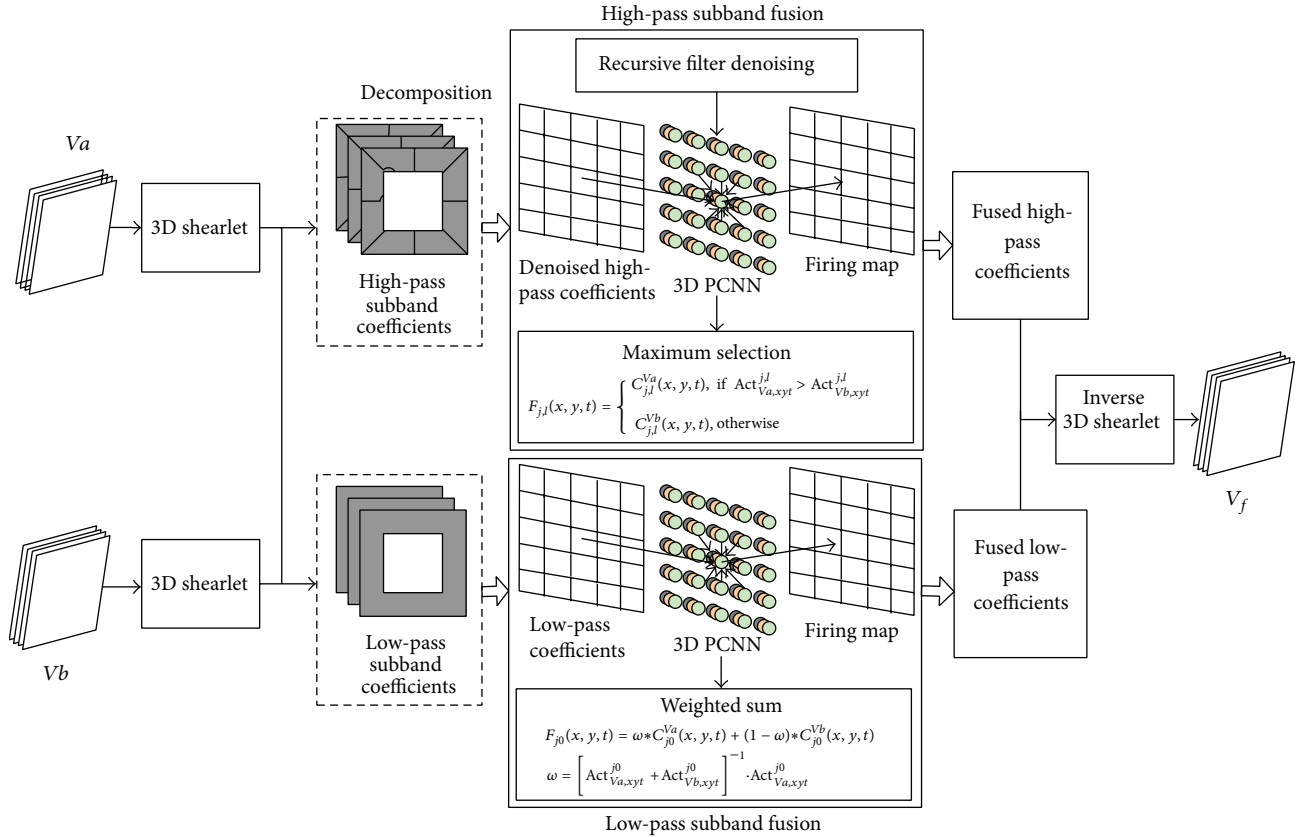 High-pass subband fusion
Recursive filter denoising
Decomposition
Va
3D shearlet
High-pass
subband
coefficients
Denoised high-
pass coefficients
3D PCNN
Firing map
Fused high-
pass
coefficients
Maximum selection
F_{j,l}(x, y, t) = { C_{j,l}^{Va}(x, y, t), if Act_{Va,xyt}^{j,l} > Act_{Vb,xyt}^{j,l}
C_{j,l}^{Vb}(x, y, t), otherwise
Inverse
3D shearlet
V_f
Vb
3D shearlet
Low-pass
subband
coefficients
Low-pass
coefficients
3D PCNN
Firing map
Fused low-
pass
coefficients
Weighted sum
F_{j0}(x, y, t) = ω*C_{j0}^{Va}(x, y, t) + (1 − ω)*C_{j0}^{Vb}(x, y, t)
ω = [Act_{Va,xyt}^{j0} + Act_{Vb,xyt}^{j0}]^{−1} · Act_{Va,xyt}^{j0}
Low-pass subband fusion